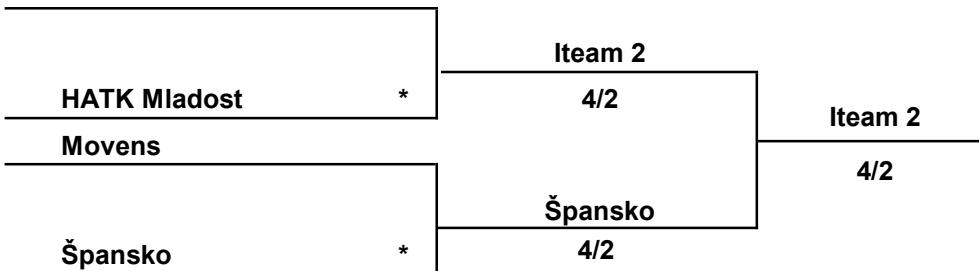 Iteam 2
HATK Mladost *
4/2
Iteam 2
Movens
4/2
Špansko
Špansko *
4/2